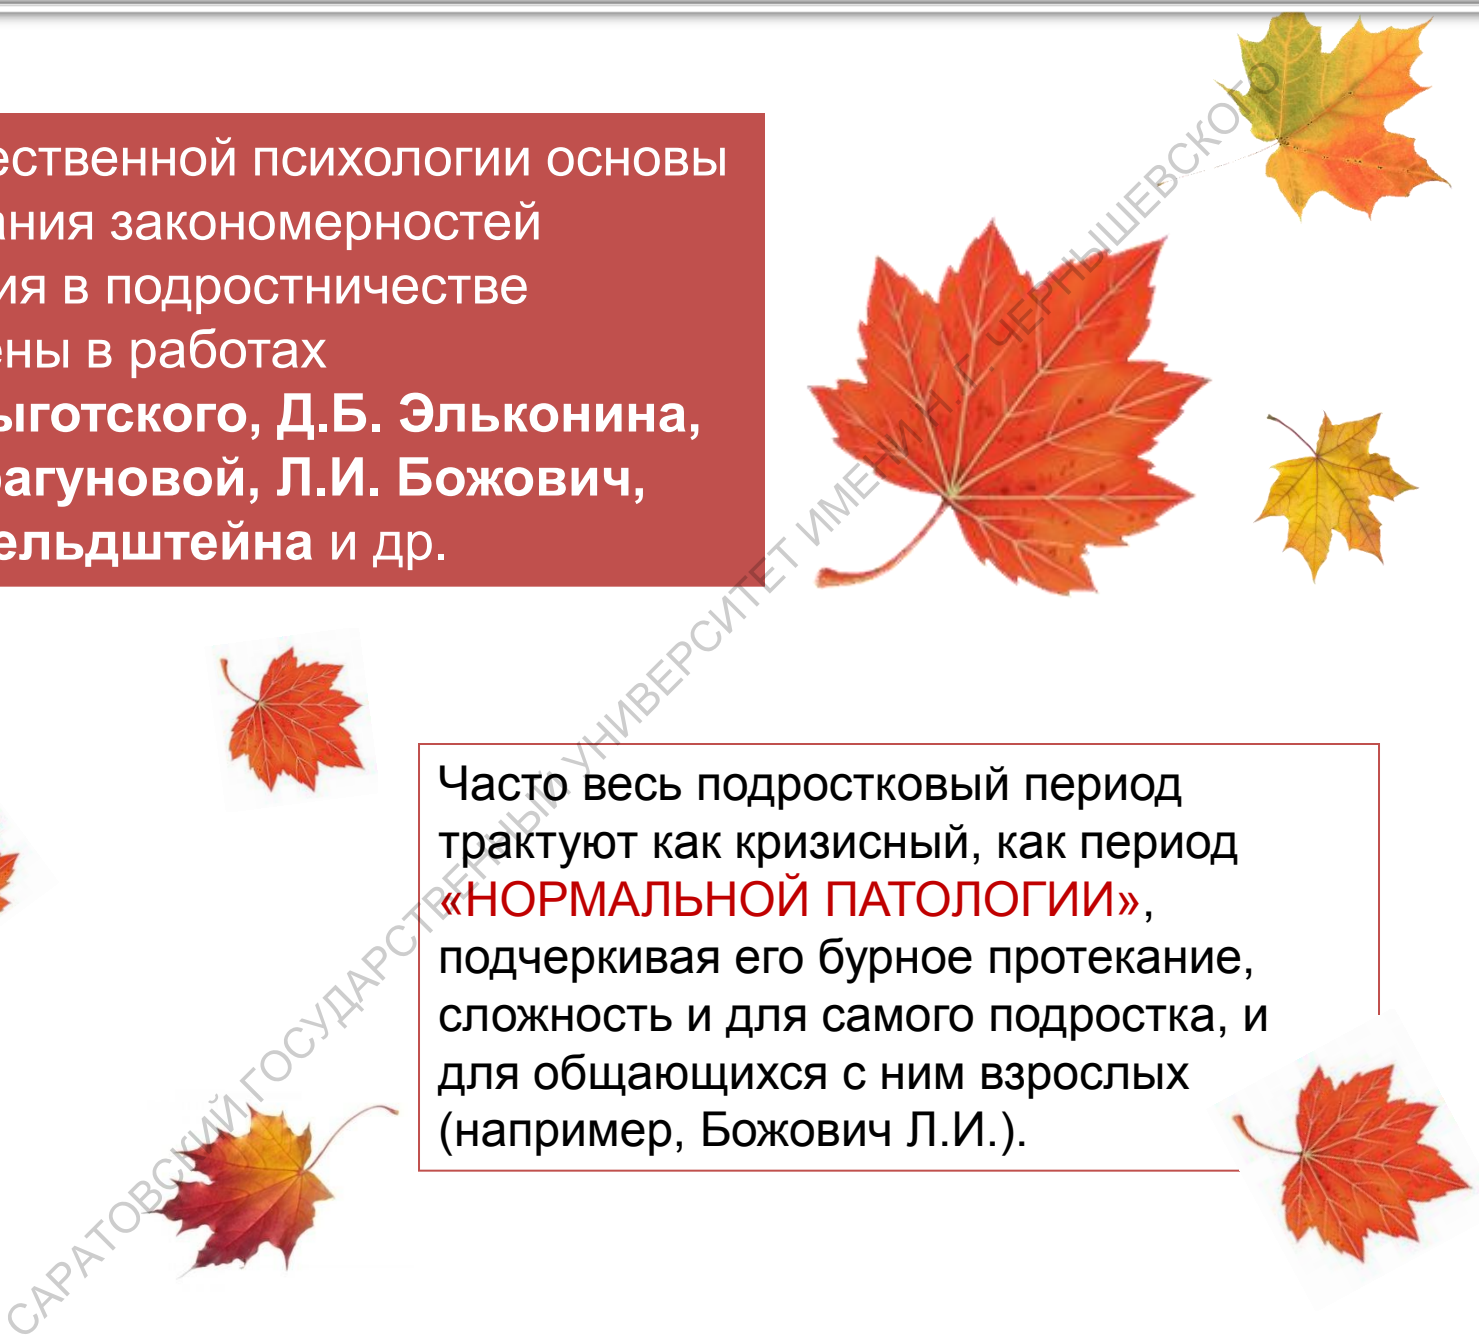 ественной психологии основы
ания закономерностей
ия в подростничестве
ены в работах
ыготского, Д.Б. Эльконина,
рагуновой, Л.И. Божович,
ельдштейна и др.
Часто весь подростковый период
трактуют как кризисный, как период
«НОРМАЛЬНОЙ ПАТОЛОГИИ»,
подчеркивая его бурное протекание,
сложность и для самого подростка, и
для общающихся с ним взрослых
(например, Божович Л.И.).
САРАТОВСКИЙ ГОСУДАРСТВЕННЫЙ УНИВЕРСИТЕТ ИМЕНИ Н. Г. ЧЕРНЫШЕВСКОГО